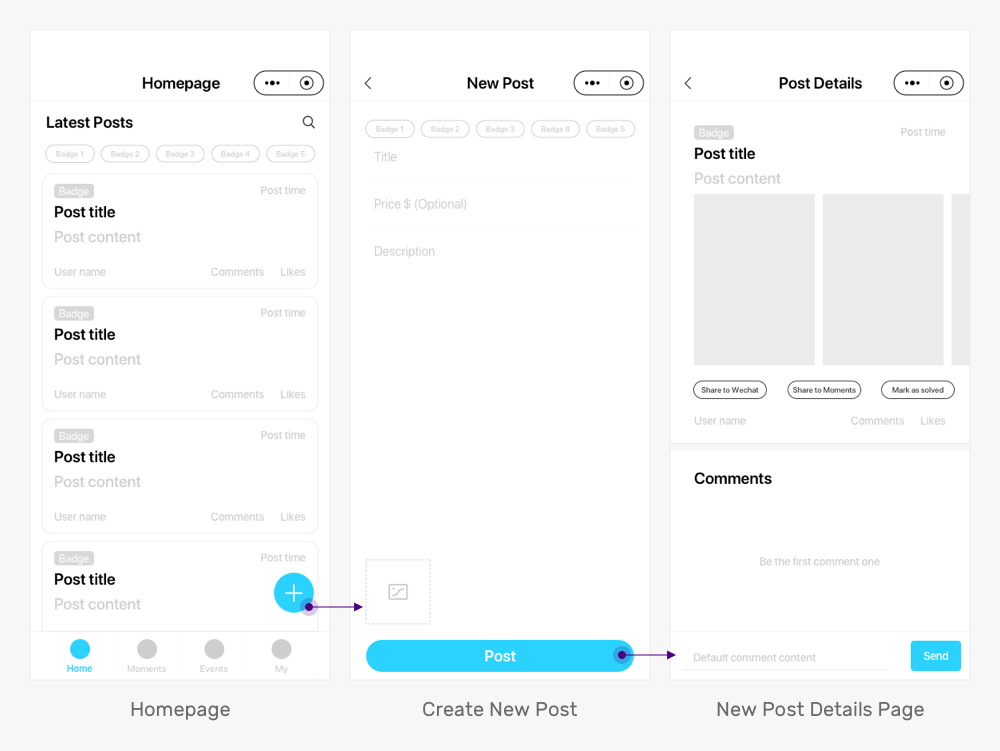 Homepage
Latest Posts
Badge 1 Badge 2 Badge 3 Badge 4 Badge 5
Badge Post time
Post title
Post content
User name Comments Likes
Badge Post time
Post title
Post content
User name Comments Likes
Badge Post time
Post title
Post content
User name Comments Likes
Badge Post time
Post title
Post content
Home Moments Events My
Homepage
New Post
Badge 1 Badge 2 Badge 3 Badge 4 Badge 5
Title
Price $ (Optional)
Description
Post
Create New Post
Post Details
Badge Post time
Post title
Post content
Share to Wechat Share to Moments Mark as solved
User name Comments Likes
Comments
Be the first comment one
Default comment content Send
New Post Details Page